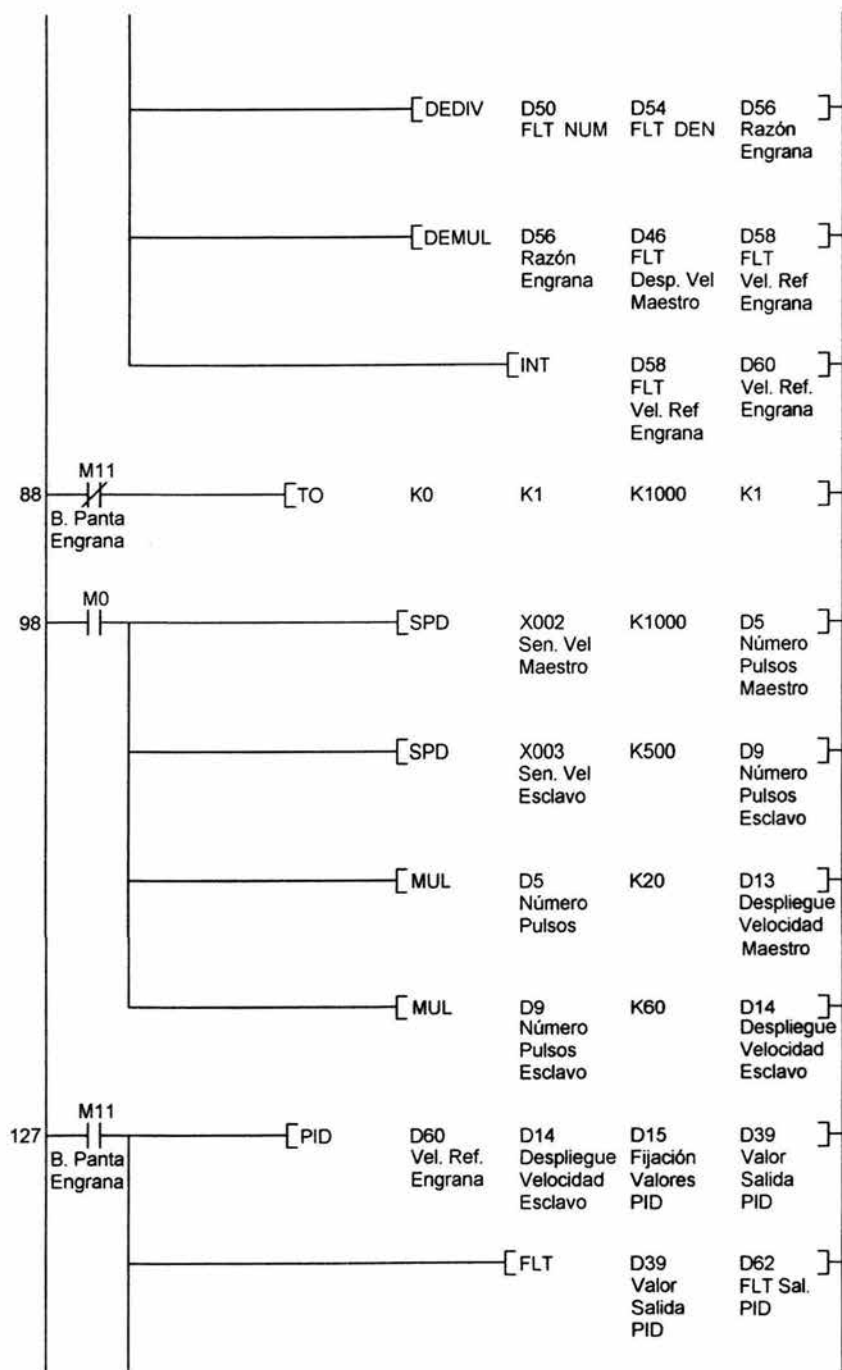 [DEDIV D50 D54 D56 ]
FLT NUM FLT DEN Razón
Engrana
[DEMUL D56 D46 D58 ]
Razón FLT FLT
Engrana Desp. Vel Vel. Ref
Maestro Engrana
[INT D58 D60 ]
FLT Vel. Ref.
Vel. Ref Engrana
Engrana
M11
88 [TO K0 K1 K1000 K1 ]
B. Panta
Engrana
M0
98 [SPD X002 K1000 D5 ]
Sen. Vel Número
Maestro Pulsos
Maestro
[SPD X003 K500 D9 ]
Sen. Vel Número
Esclavo Pulsos
Esclavo
[MUL D5 K20 D13 ]
Número Despliegue
Pulsos Velocidad
Maestro
[MUL D9 K60 D14 ]
Número Despliegue
Pulsos Velocidad
Esclavo Esclavo
M11
127 [PID D60 D14 D15 D39 ]
B. Panta Vel. Ref. Despliegue Fijación Valor
Engrana Engrana Velocidad Valores Salida
Esclavo PID PID
[FLT D39 D62 ]
Valor FLT Sal.
Salida PID
PID